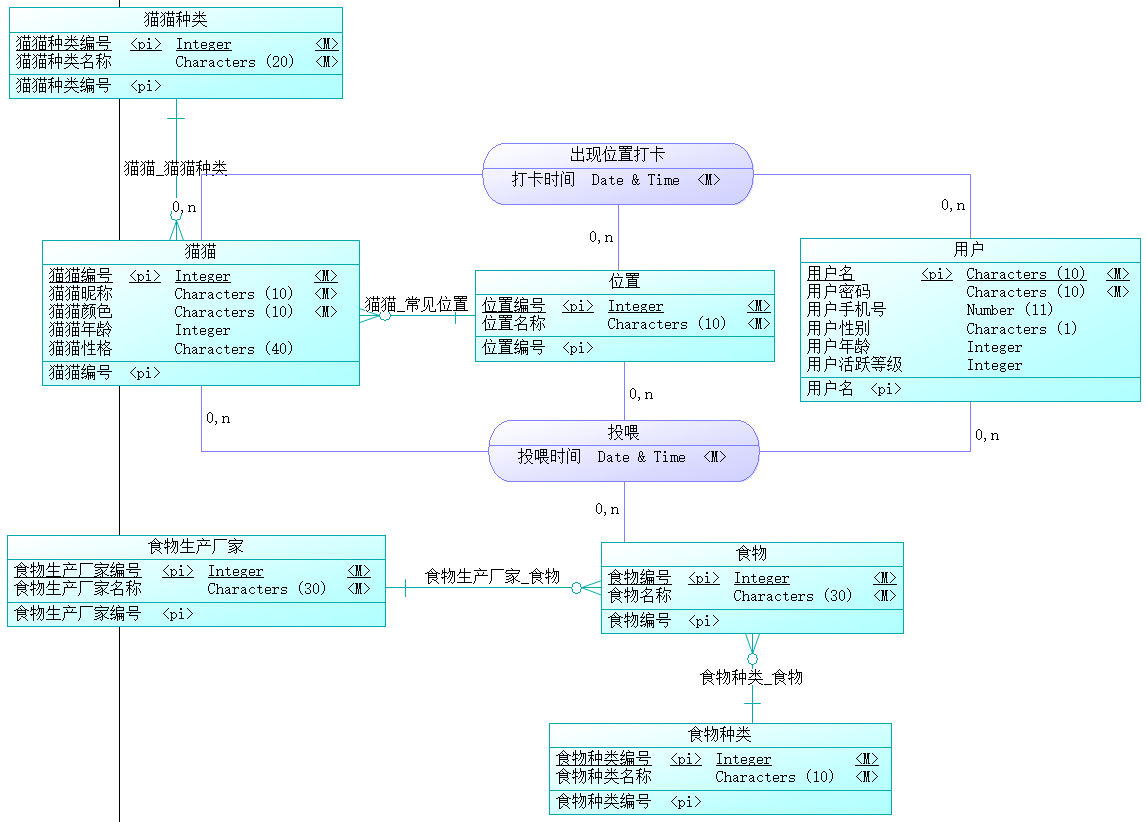 猫猫种类
猫猫种类编号 <pi> Integer <M>
猫猫种类名称 Characters (20) <M>
猫猫种类编号 <pi>
猫猫_猫猫种类
0,n
出现位置打卡
打卡时间 Date & Time <M>
0,n
0,n
猫猫
猫猫编号 <pi> Integer <M>
猫猫昵称 Characters (10) <M>
猫猫颜色 Characters (10) <M>
猫猫年龄 Integer
猫猫性格 Characters (40)
猫猫编号 <pi>
猫猫_常见位置
位置
位置编号 <pi> Integer <M>
位置名称 Characters (10) <M>
位置编号 <pi>
用户
用户名 <pi> Characters (10) <M>
用户密码 Characters (10) <M>
用户手机号 Number (11)
用户性别 Characters (1)
用户年龄 Integer
用户活跃等级 Integer
用户名 <pi>
0,n
0,n
0,n
投喂
投喂时间 Date & Time <M>
0,n
食物生产厂家
食物生产厂家编号 <pi> Integer <M>
食物生产厂家名称 Characters (30) <M>
食物生产厂家编号 <pi>
食物生产厂家_食物
食物
食物编号 <pi> Integer <M>
食物名称 Characters (30) <M>
食物编号 <pi>
食物种类_食物
食物种类
食物种类编号 <pi> Integer <M>
食物种类名称 Characters (10) <M>
食物种类编号 <pi>